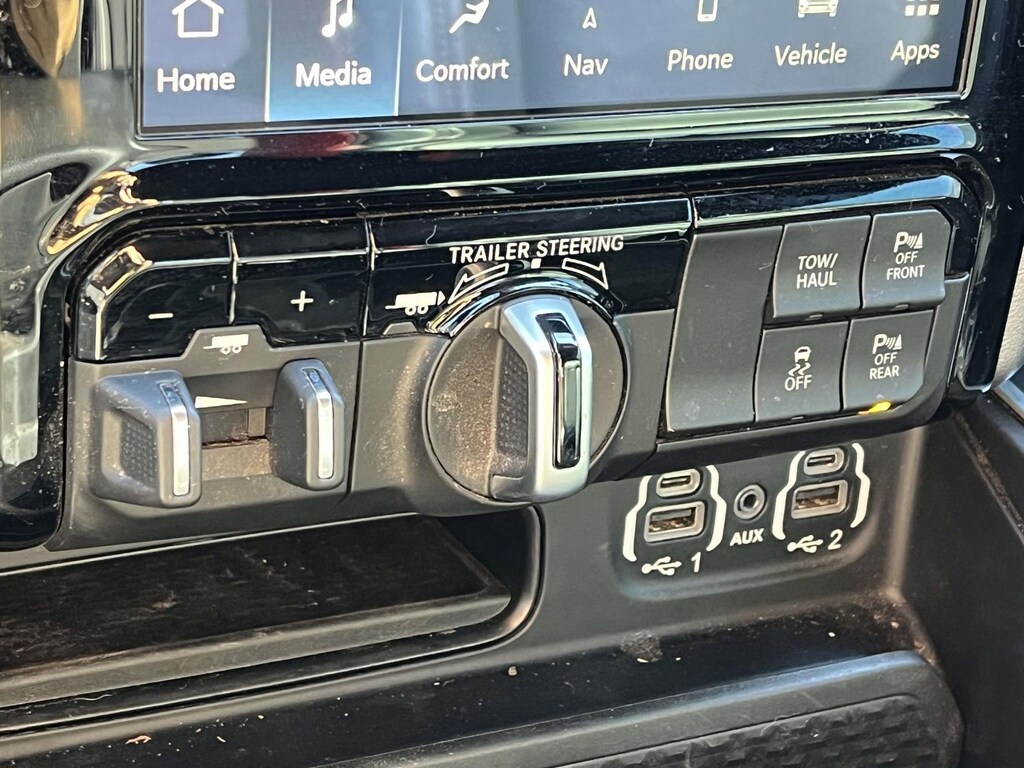 Home Media Comfort Nav Phone Vehicle Apps
TRAILER STEERING
- +
TOW/
HAUL
P
OFF
FRONT
OFF
P
OFF
REAR
1
AUX
2